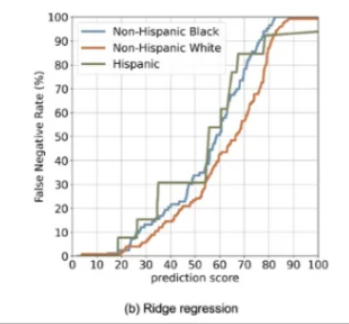 100
90
80
70
60
50
40
30
20
10
0
False Negative Rate (%)
Non-Hispanic Black
Non-Hispanic White
Hispanic
0 10 20 30 40 50 60 70 80 90 100
prediction score
(b) Ridge regression